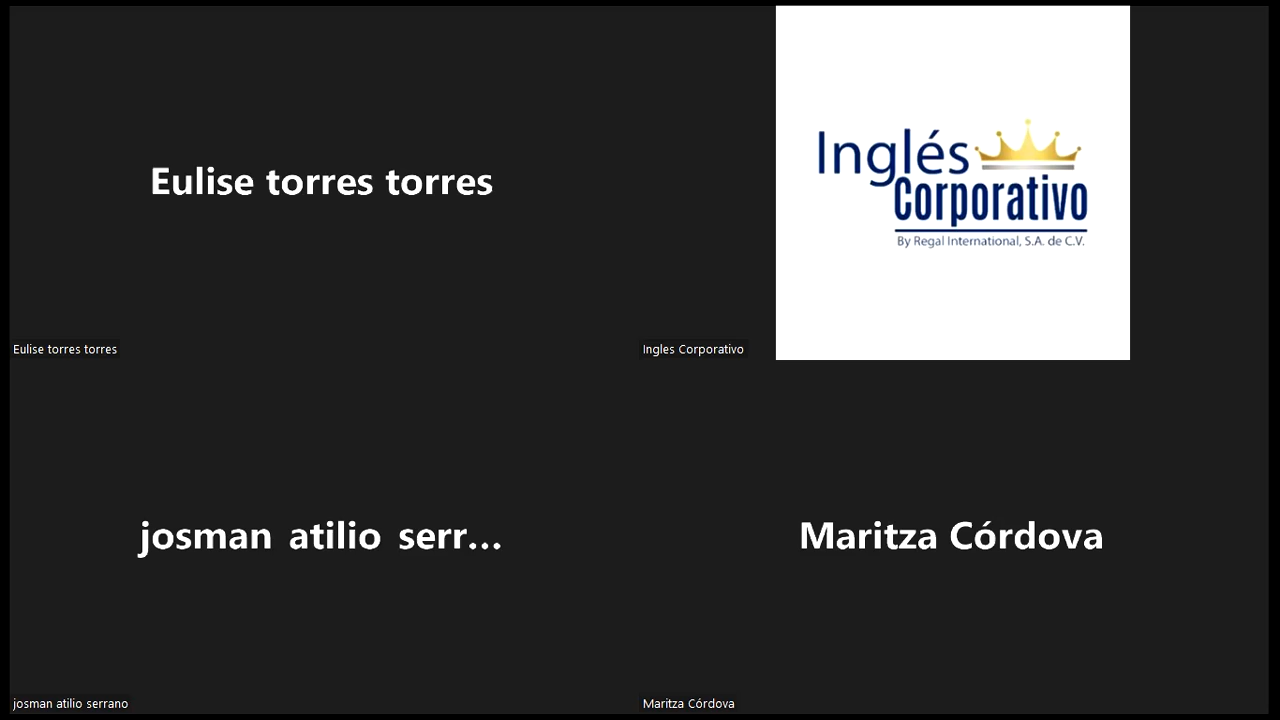 Eulise torres torres
Eulise torres torres
Inglés
Corporativo
By Regal International, S.A. de C.V.
Ingles Corporativo
josman atilio serr...
josman atilio serrano
Maritza Córdova
Maritza Córdova